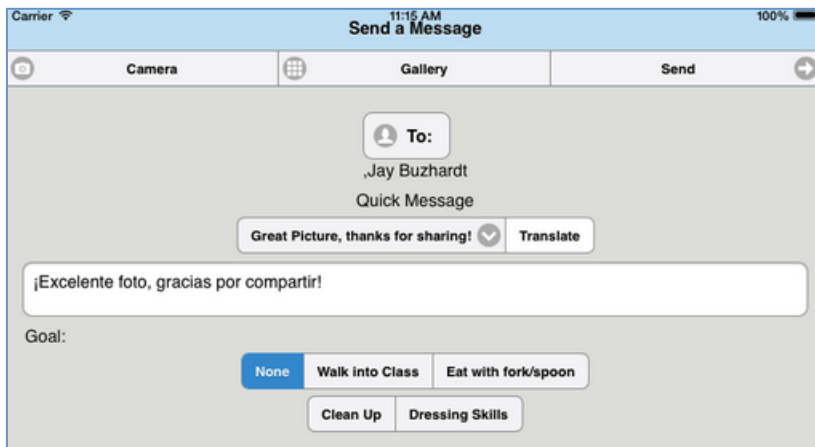 Carrier 11:15 AM 100%
Send a Message
Camera Gallery Send
To:
,Jay Buzhardt
Quick Message
Great Picture, thanks for sharing! Translate
¡Excelente foto, gracias por compartir!
Goal:
None Walk into Class Eat with fork/spoon
Clean Up Dressing Skills